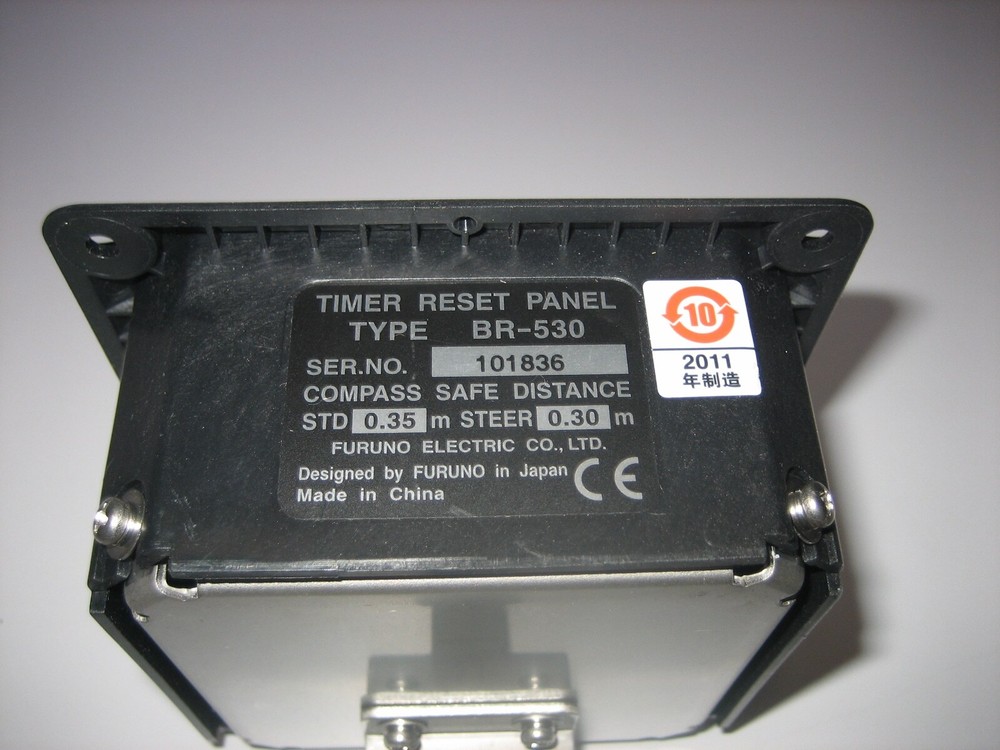 TIMER RESET PANEL
TYPE BR-530
SER.NO. 101836
COMPASS SAFE DISTANCE
STD 0.35 m STEER 0.30 m
FURUNO ELECTRIC CO., LTD.
Designed by FURUNO in Japan
Made in China
CE
10
2011
年制造